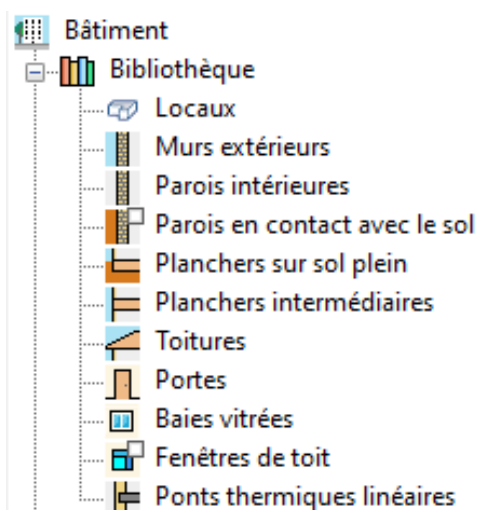 Bâtiment
Bibliothèque
Locaux
Murs extérieurs
Parois intérieures
Parois en contact avec le sol
Planchers sur sol plein
Planchers intermédiaires
Toitures
Portes
Baies vitrées
Fenêtres de toit
Ponts thermiques linéaires